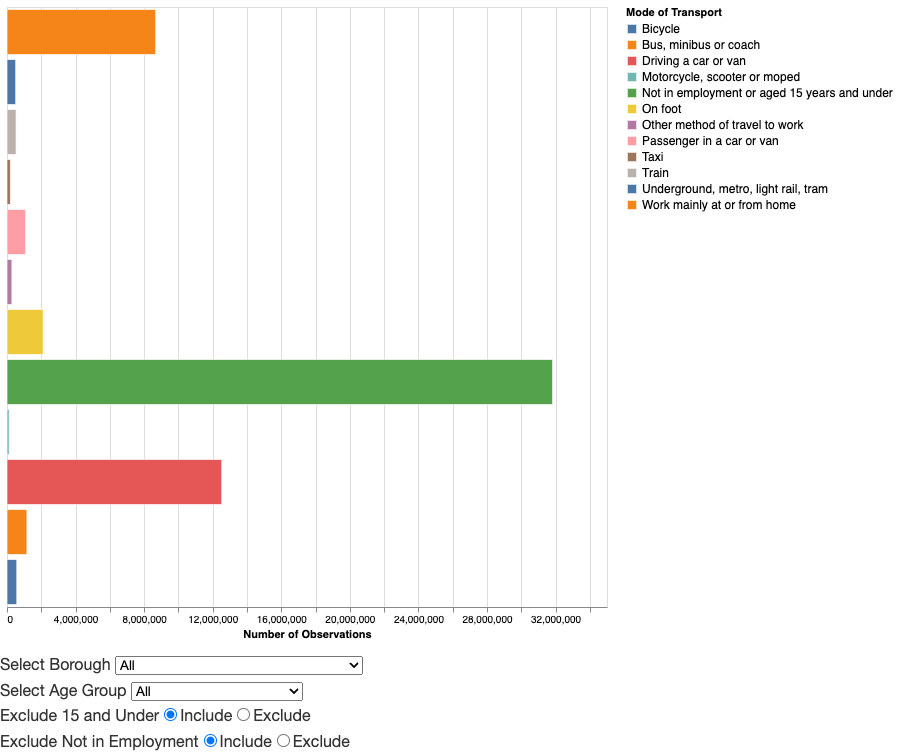 Mode of Transport
Bicycle
Bus, minibus or coach
Driving a car or van
Motorcycle, scooter or moped
Not in employment or aged 15 years and under
On foot
Other method of travel to work
Passenger in a car or van
Taxi
Train
Underground, metro, light rail, tram
Work mainly at or from home
0 4,000,000 8,000,000 12,000,000 16,000,000 20,000,000 24,000,000 28,000,000 32,000,000
Number of Observations
Select Borough All
Select Age Group All
Exclude 15 and Under Include Exclude
Exclude Not in Employment Include Exclude